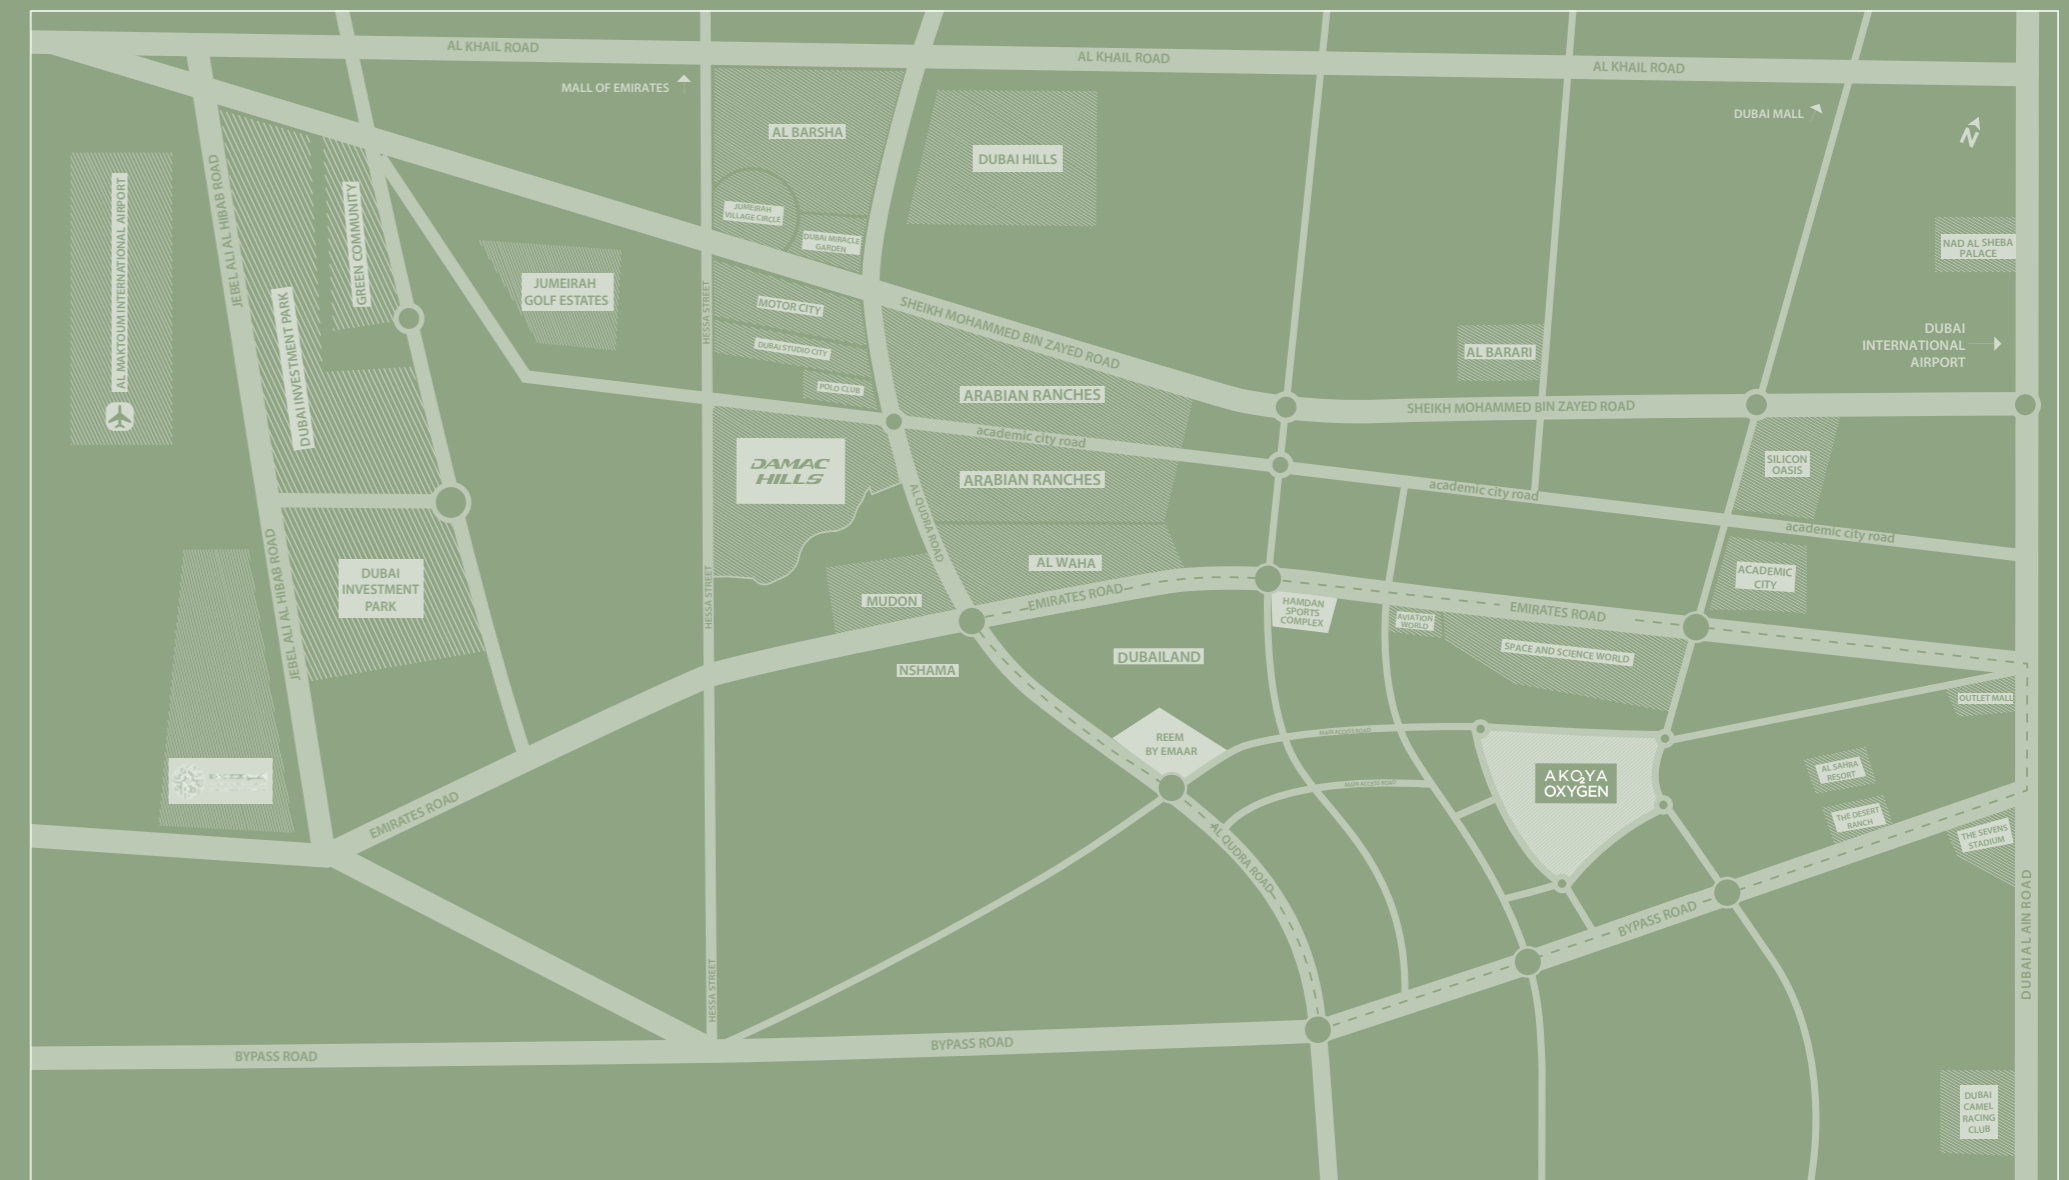 AL KHAIL ROAD
AL KHAIL ROAD
AL KHAIL ROAD
MALL OF EMIRATES
DUBAI MALL
N
AL BARSHA
DUBAI HILLS
JEBEL ALI AL HIBAB ROAD
AL MAKTOUM INTERNATIONAL AIRPORT
GREEN COMMUNITY
JUMEIRAH
VILLAGE CIRCLE
DUBAI MIRACLE
GARDEN
NAD AL SHEBA
PALACE
JUMEIRAH
GOLF ESTATES
HESSA STREET
MOTOR CITY
SHEIKH MOHAMMED BIN ZAYED ROAD
DUBAI
INTERNATIONAL
AIRPORT
DUBAI STUDIO CITY
AL BARARI
DUBAI INVESTMENT PARK
POLO CLUB
ARABIAN RANCHES
SHEIKH MOHAMMED BIN ZAYED ROAD
academic city road
DAMAC
HILLS
ARABIAN RANCHES
SILICON
OASIS
academic city road
AL QUDRA ROAD
academic city road
JEBEL ALI AL HIBAB ROAD
DUBAI
INVESTMENT
PARK
HESSA STREET
AL WAHA
ACADEMIC
CITY
MUDON
EMIRATES ROAD
HAMDAN
SPORTS
COMPLEX
AVIATION
WORLD
EMIRATES ROAD
SPACE AND SCIENCE WORLD
DUBAILAND
NSHAMA
OUTLET MALL
REEM
BY EMAAR
MAIN ACCESS ROAD
MAIN ACCESS ROAD
AKOYA
OXYGEN
AL SAHRA
RESORT
THE DESERT
RANCH
THE SEVENS
STADIUM
EMIRATES ROAD
AL QUDRA ROAD
BYPASS ROAD
DUBAI AL AIN ROAD
HESSA STREET
BYPASS ROAD
BYPASS ROAD
DUBAI
CAMEL
RACING
CLUB